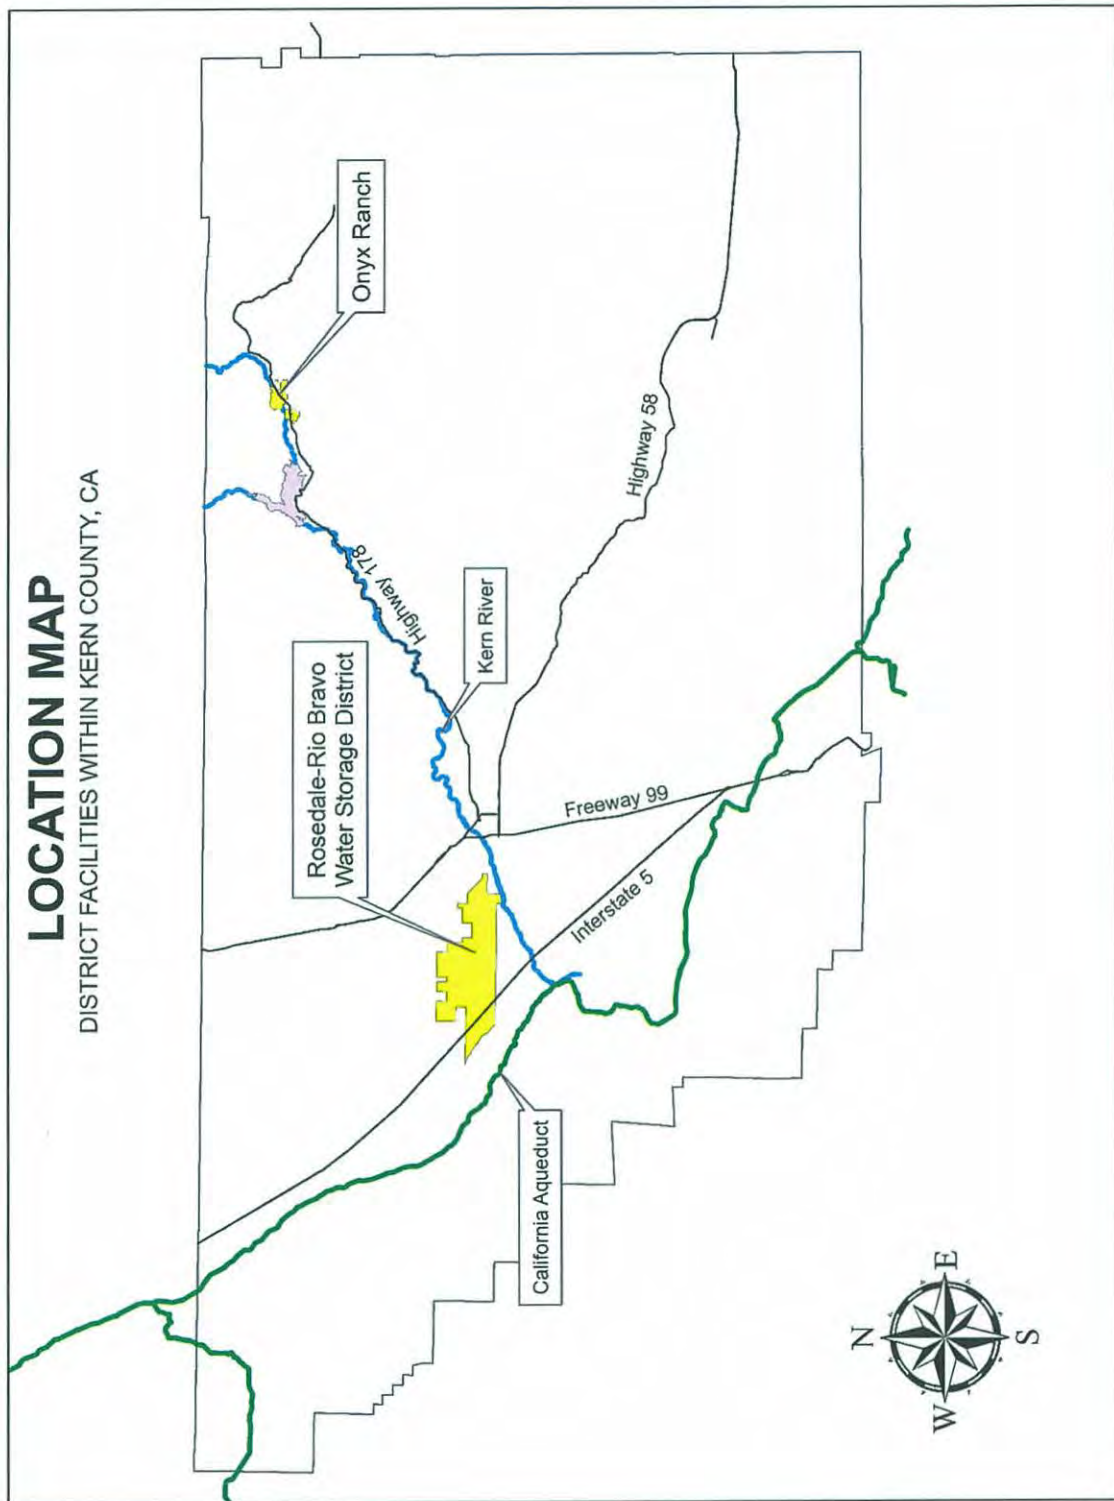 LOCATION MAP
DISTRICT FACILITIES WITHIN KERN COUNTY, CA
Onyx Ranch
Highway 178
Rosedale-Rio Bravo
Water Storage District
Kern River
Highway 58
Freeway 99
Interstate 5
California Aqueduct
N
W
E
S